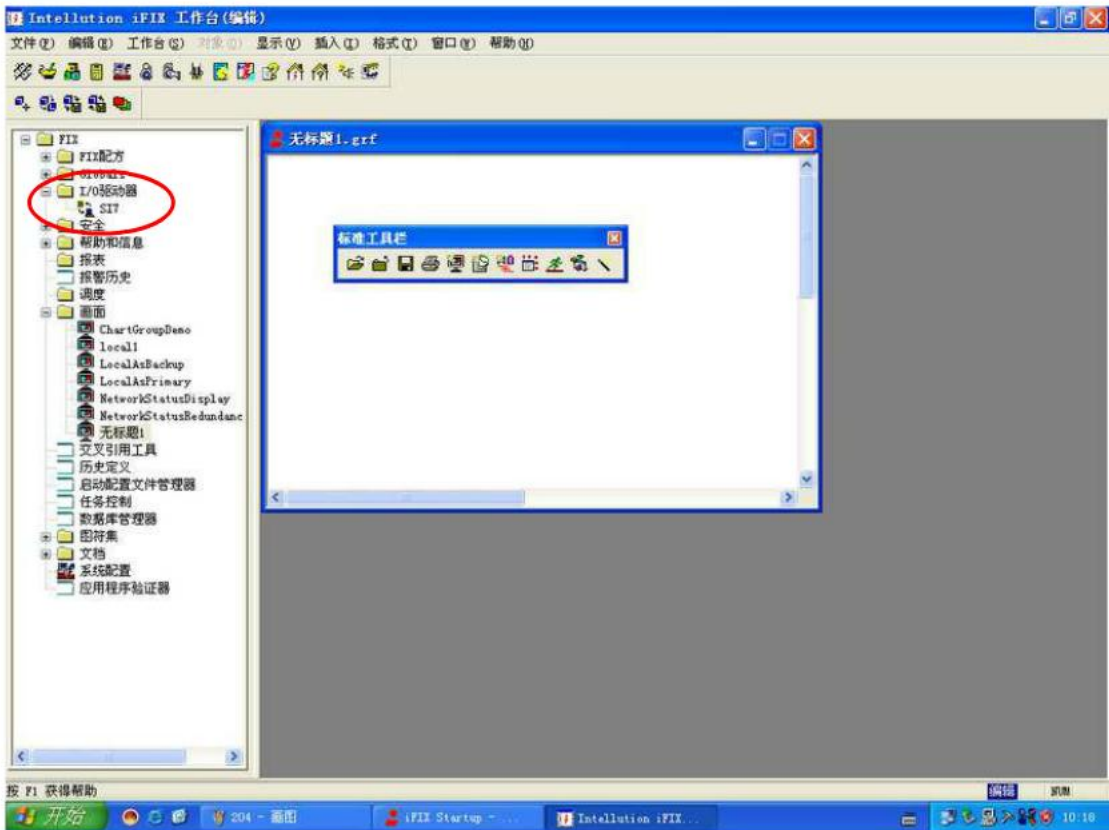 Intellution iFIX 工作台(编辑)
文件(F) 编辑(E) 工作台(S) 对象(O) 显示(V) 插入(I) 格式(T) 窗口(W) 帮助(H)
FIX
FIX配方
I/O驱动器
SI7
安全
帮助和信息
报表
报警历史
调度
画面
ChartGroupDemo
local1
LocalAsBackup
LocalAsPrimary
NetworkStatusDisplay
NetworkStatusRedundanc
无标题1
交叉引用工具
历史定义
启动配置文件管理器
任务控制
数据库管理器
图符集
文档
系统配置
应用程序验证器
无标题1.grf
标准工具栏
按 F1 获得帮助
编辑 NUM
开始 204 - 画图 iFIX Startup - ... Intellution iFIX... 10:18